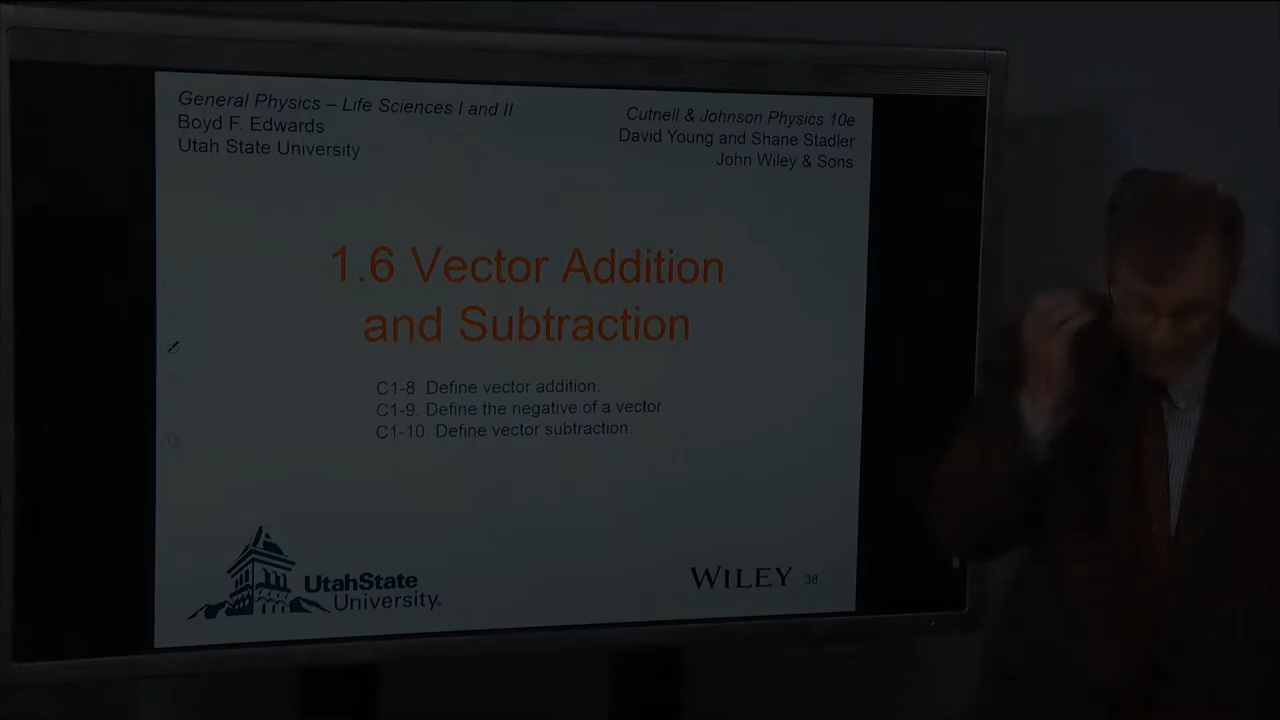 General Physics – Life Sciences I and II
Boyd F. Edwards
Utah State University
Cutnell & Johnson Physics 10e
David Young and Shane Stadler
John Wiley & Sons
1.6 Vector Addition
and Subtraction
C1-8 Define vector addition.
C1-9. Define the negative of a vector
C1-10. Define vector subtraction.
UtahState
University
WILEY 38